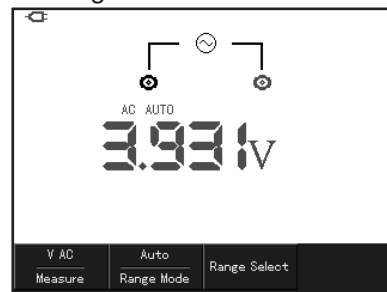 AC AUTO
3.931V
V AC
Measure
Auto
Range Mode
Range Select